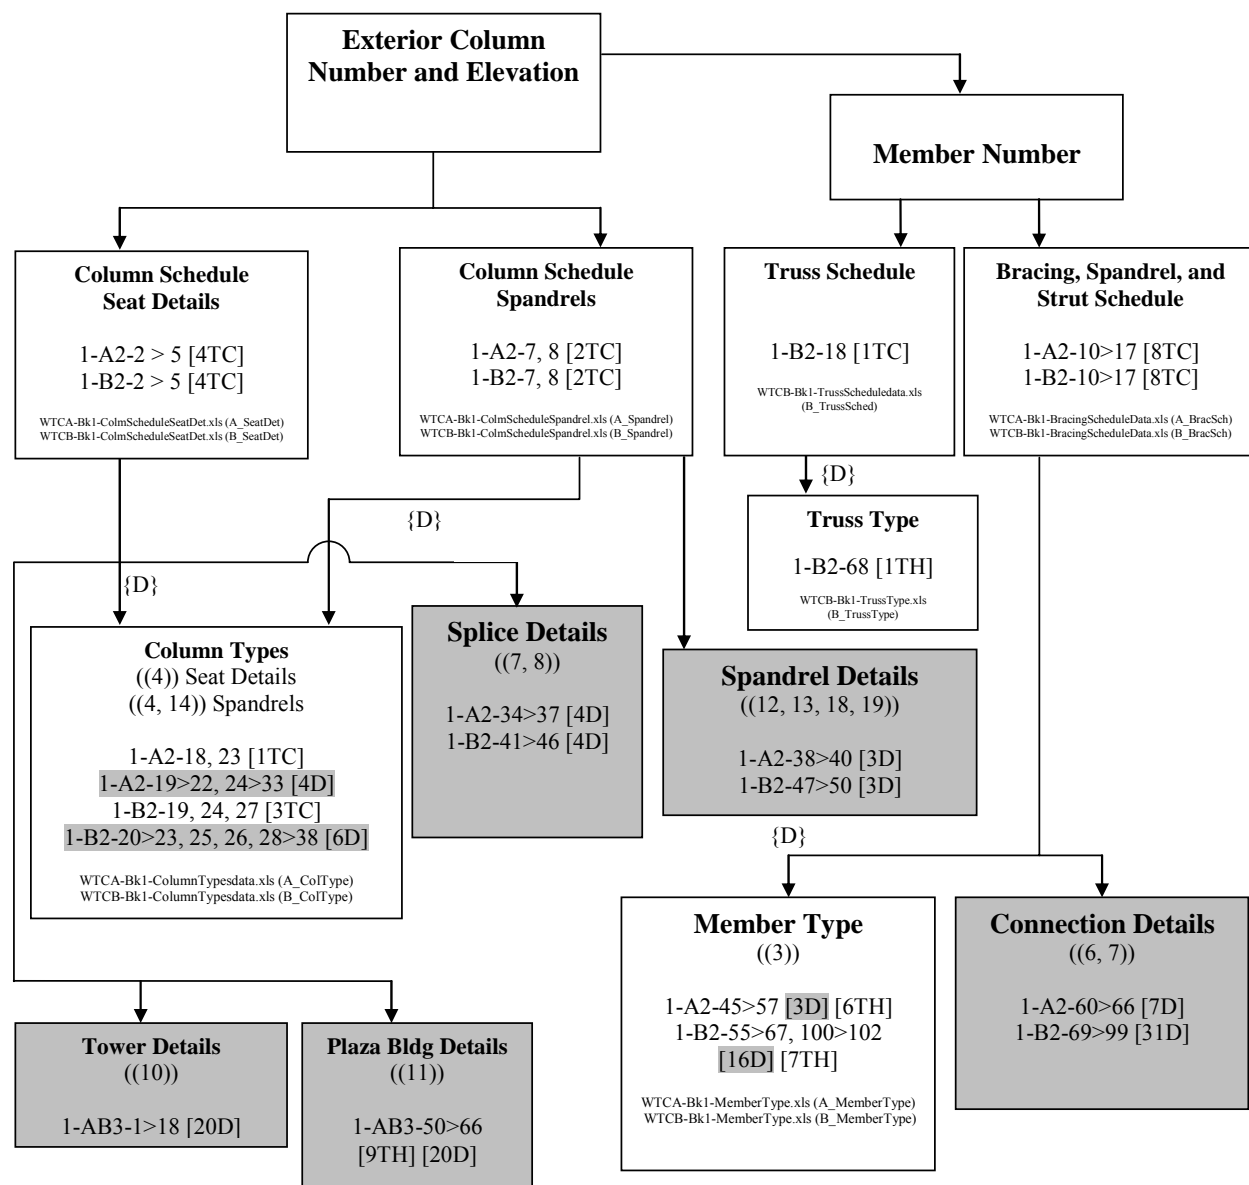 Exterior Column
Number and Elevation
Member Number
Column Schedule
Seat Details
1-A2-2 > 5 [4TC]
1-B2-2 > 5 [4TC]
WTCA-Bk1-ColmScheduleSeatDet.xls (A_SeatDet)
WTCB-Bk1-ColmScheduleSeatDet.xls (B_SeatDet)
Column Schedule
Spandrels
1-A2-7, 8 [2TC]
1-B2-7, 8 [2TC]
WTCA-Bk1-ColmScheduleSpandrel.xls (A_Spandrel)
WTCB-Bk1-ColmScheduleSpandrel.xls (B_Spandrel)
Truss Schedule
1-B2-18 [1TC]
WTCB-Bk1-TrussScheduledata.xls
(B_TrussSched)
Bracing, Spandrel, and
Strut Schedule
1-A2-10>17 [8TC]
1-B2-10>17 [8TC]
WTCA-Bk1-BracingScheduleData.xls (A_BracSch)
WTCB-Bk1-BracingScheduleData.xls (B_BracSch)
{D}
{D}
{D}
Truss Type
1-B2-68 [1TH]
WTCB-Bk1-TrussType.xls
(B_TrussType)
Column Types
((4)) Seat Details
((4, 14)) Spandrels
1-A2-18, 23 [1TC]
1-A2-19>22, 24>33 [4D]
1-B2-19, 24, 27 [3TC]
1-B2-20>23, 25, 26, 28>38 [6D]
WTCA-Bk1-ColumnTypesdata.xls (A_ColType)
WTCB-Bk1-ColumnTypesdata.xls (B_ColType)
Splice Details
((7, 8))
1-A2-34>37 [4D]
1-B2-41>46 [4D]
Spandrel Details
((12, 13, 18, 19))
1-A2-38>40 [3D]
1-B2-47>50 [3D]
{D}
Member Type
((3))
1-A2-45>57 [3D] [6TH]
1-B2-55>67, 100>102
[16D] [7TH]
WTCA-Bk1-MemberType.xls (A_MemberType)
WTCB-Bk1-MemberType.xls (B_MemberType)
Connection Details
((6, 7))
1-A2-60>66 [7D]
1-B2-69>99 [31D]
Tower Details
((10))
1-AB3-1>18 [20D]
Plaza Bldg Details
((11))
1-AB3-50>66
[9TH] [20D]